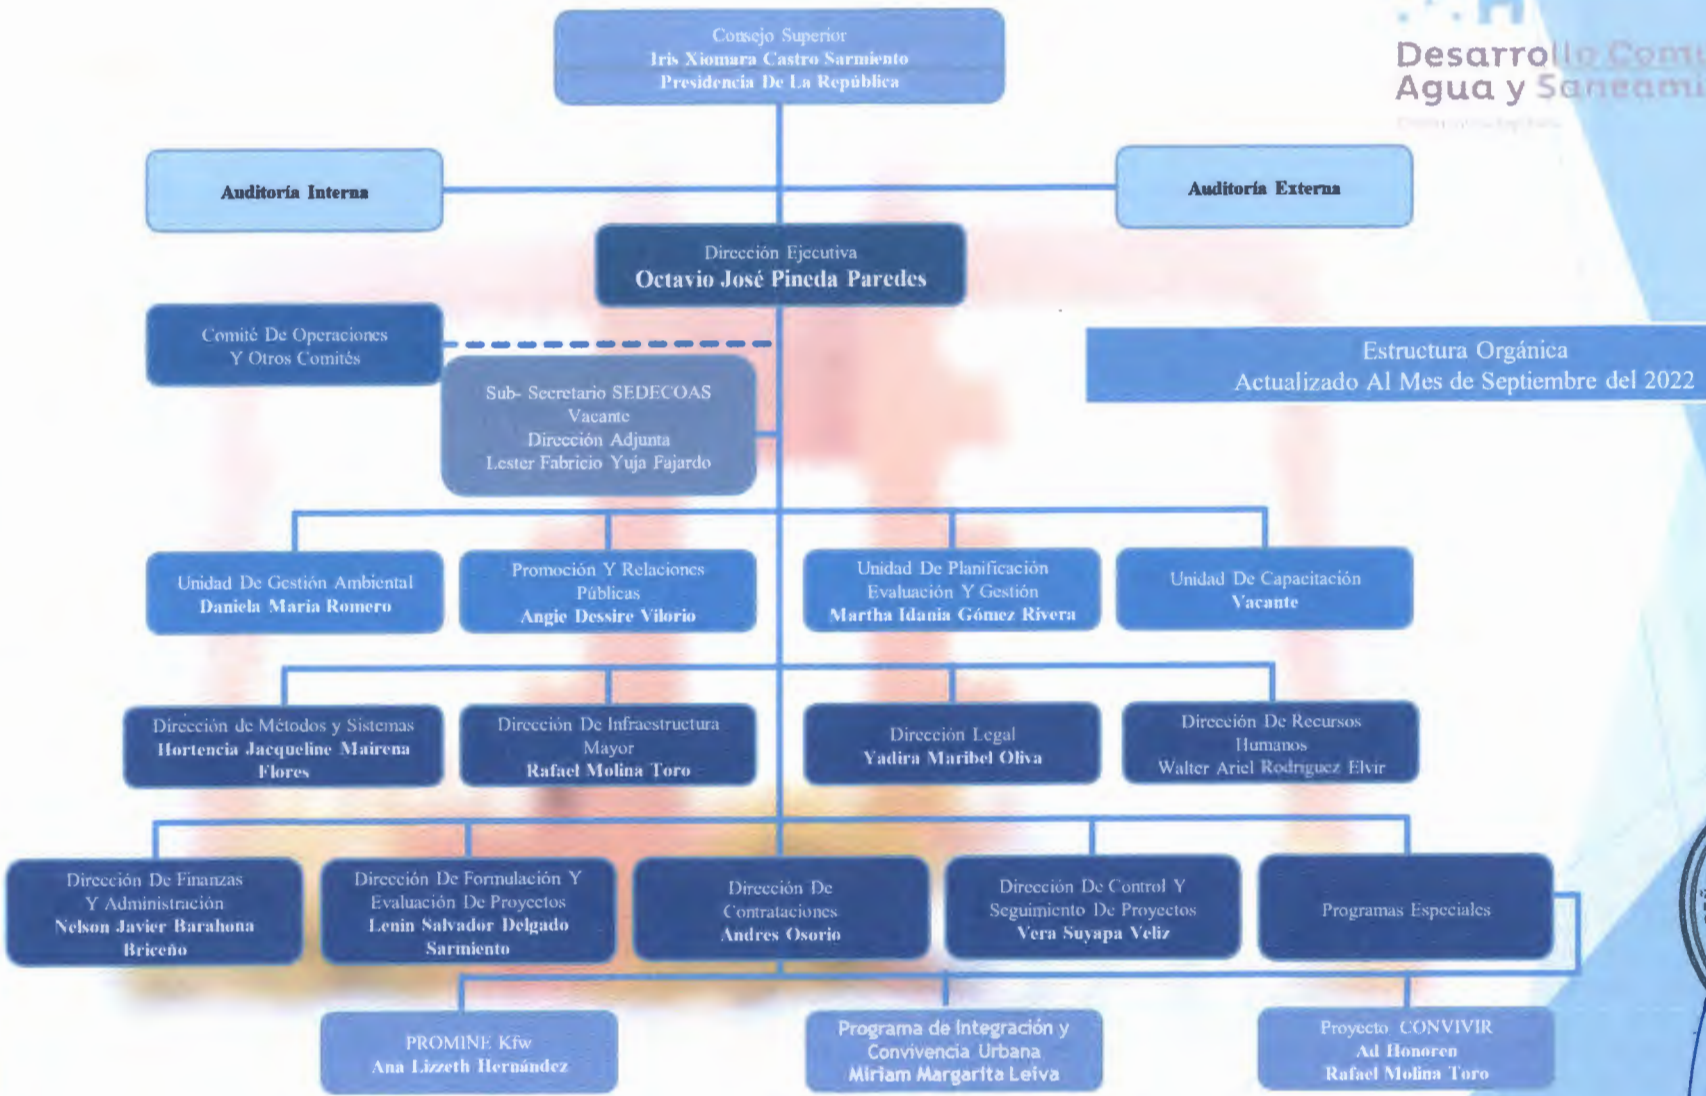 Consejo Superior
Iris Xiomara Castro Sarmiento
Presidencia De La República
Desarrollo
Agua y
Auditoría Interna
Auditoría Externa
Dirección Ejecutiva
Octavio José Pineda Paredes
Comité De Operaciones
Y Otros Comités
Estructura Orgánica
Actualizado Al Mes de Septiembre del 2022
Sub- Secretario SEDECOAS
Vacante
Dirección Adjunta
Lester Fabricio Yuja Fajardo
Unidad De Gestión Ambiental
Daniela Maria Romero
Promoción Y Relaciones
Públicas
Angie Dessire Vilorio
Unidad De Planificación
Evaluación Y Gestión
Martha Idania Gómez Rivera
Unidad De Capacitación
Vacante
Dirección de Métodos y Sistemas
Hortencia Jacqueline Mairena
Flores
Dirección De Infraestructura
Mayor
Rafael Molina Toro
Dirección Legal
Yadira Maribel Oliva
Dirección De Recursos
Humanos
Walter Ariel Rodriguez Elvir
Dirección De Finanzas
Y Administración
Nelson Javier Barahona
Briceño
Dirección De Formulación Y
Evaluación De Proyectos
Lenin Salvador Delgado
Sarmiento
Dirección De
Contrataciones
Andres Osorio
Dirección De Control Y
Seguimiento De Proyectos
Vera Suyapa Veliz
Programas Especiales
PROMINE Kfw
Ana Lizzeth Hernández
Programa de Integración y
Convivencia Urbana
Miriam Margarita Leiva
Proyecto CONVIVIR
Ad Honoren
Rafael Molina Toro